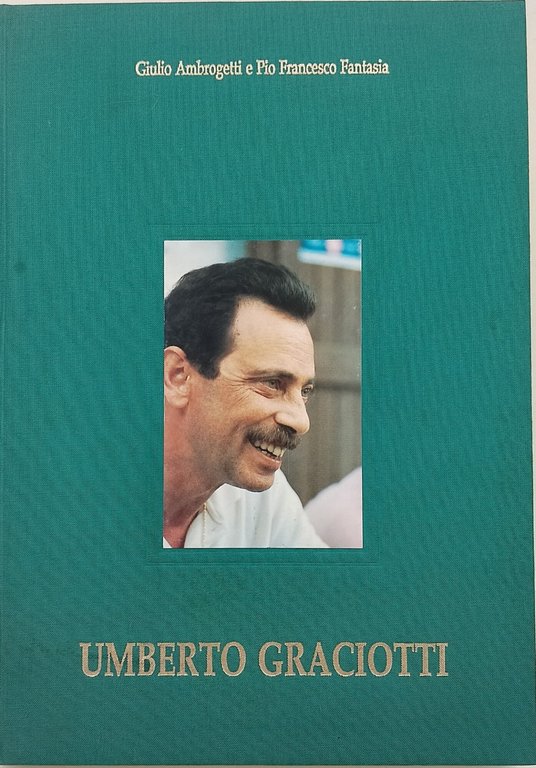 Giulio Ambrogetti e Pio Francesco Fantasia
UMBERTO GRACIOTTI